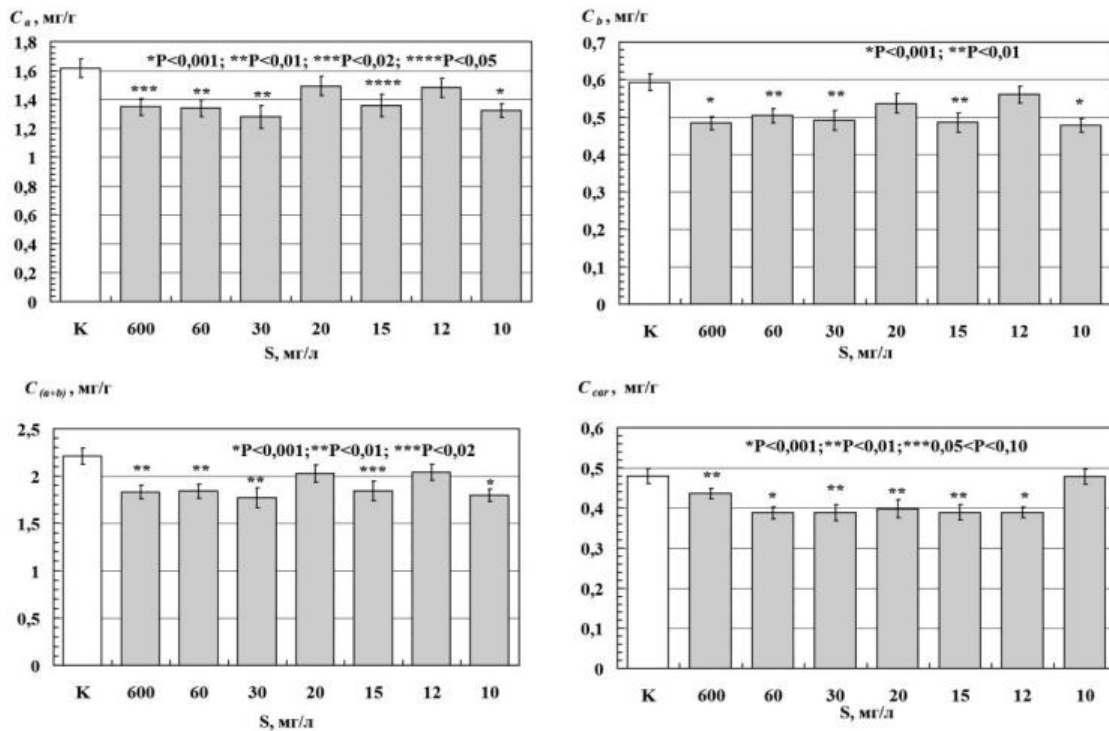 C a , мг/г
1,8
1,6
1,4
1,2
1
1,8
1,6
0,4
0,2
0
*P<0,001; **P<0,01; ***P<0,02; ****P<0,05
*** ** ** **** *
K 600 60 30 20 15 12 10
S, мг/л
C b , мг/г
0,7
0,6
0,5
0,4
0,3
0,2
0,1
0
*P<0,001; **P<0,01
* ** ** ** *
K 600 60 30 20 15 12 10
S, мг/л
C (a+b) , мг/г
2,5
2
1,5
1
0,5
0
*P<0,001;**P<0,01; ***P<0,02
** ** ** *** *
K 600 60 30 20 15 12 10
S, мг/л
C car , мг/г
0,6
0,5
0,4
0,3
0,2
0,1
0
*P<0,001;**P<0,01;***0,05<P<0,10
** * ** ** ** *
K 600 60 30 20 15 12 10
S, мг/л